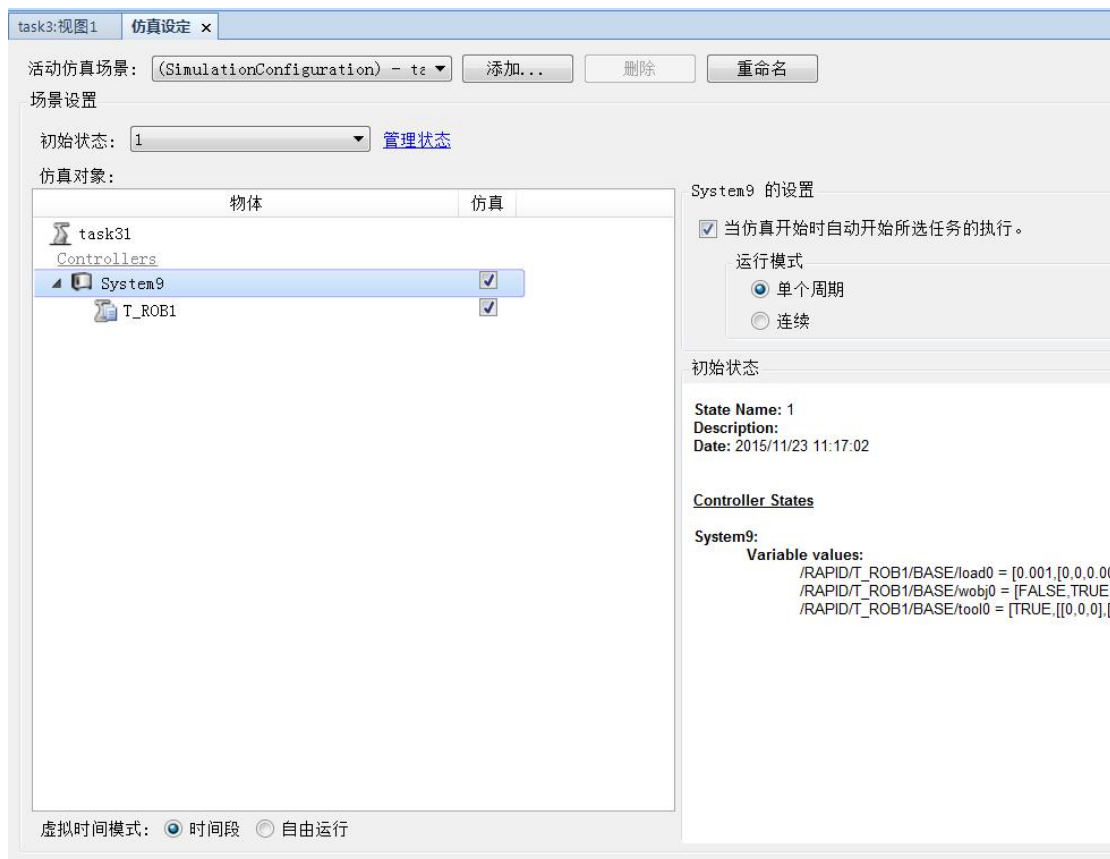 task3:视图1 仿真设定 x
活动仿真场景: (SimulationConfiguration) - ta 添加... 删除 重命名
场景设置
初始状态: 1 管理状态
仿真对象:
物体 仿真
task31
Controllers
System9
T_ROB1
虚拟时间模式: 时间段 自由运行
System9 的设置
当仿真开始时自动开始所选任务的执行。
运行模式
单个周期
连续
初始状态
State Name: 1
Description:
Date: 2015/11/23 11:17:02
Controller States
System9:
Variable values:
/RAPID/T_ROB1/BASE/load0 = [0.001,[0,0,0.00
/RAPID/T_ROB1/BASE/wobj0 = [FALSE,TRUE
/RAPID/T_ROB1/BASE/tool0 = [TRUE,[[0,0,0],[